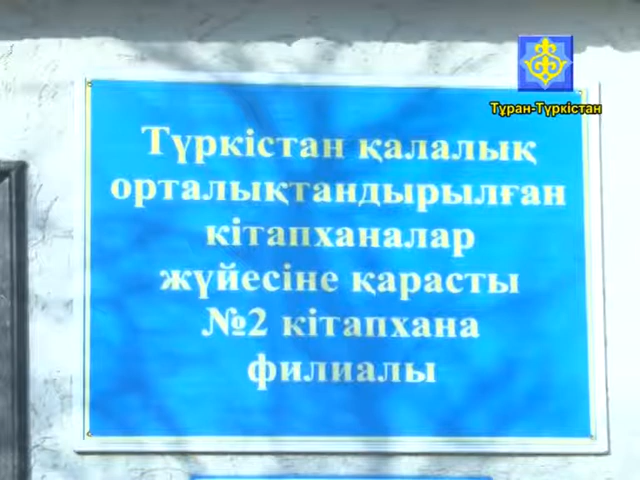 Тұран-Түркістан
Түркістан қалалық
орталықтандырылған
кітапханалар
жүйесіне қарасты
№2 кітапхана
филиалы